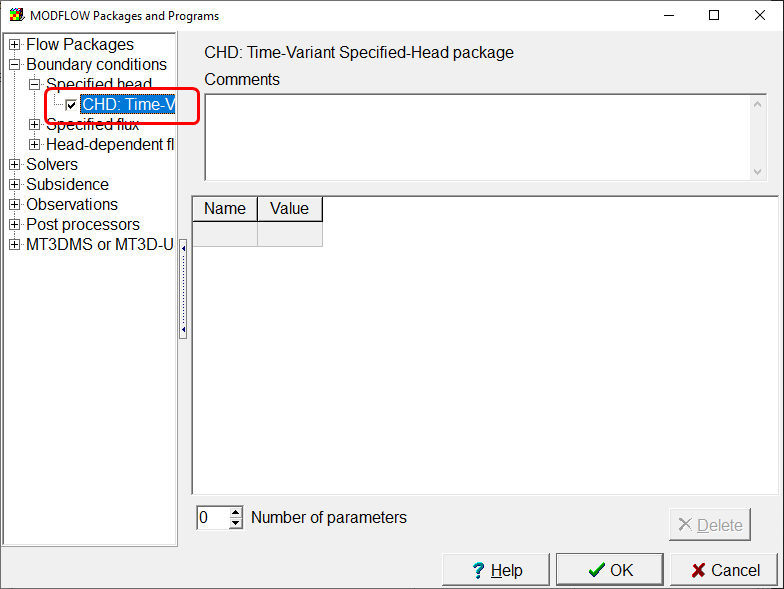 MODFLOW Packages and Programs
Flow Packages
Boundary conditions
Specified head
CHD: Time-V
Specified flux
Head-dependent fl
Solvers
Subsidence
Observations
Post processors
MT3DMS or MT3D-U
CHD: Time-Variant Specified-Head package
Comments
Name Value
0 Number of parameters
Delete
Help OK Cancel